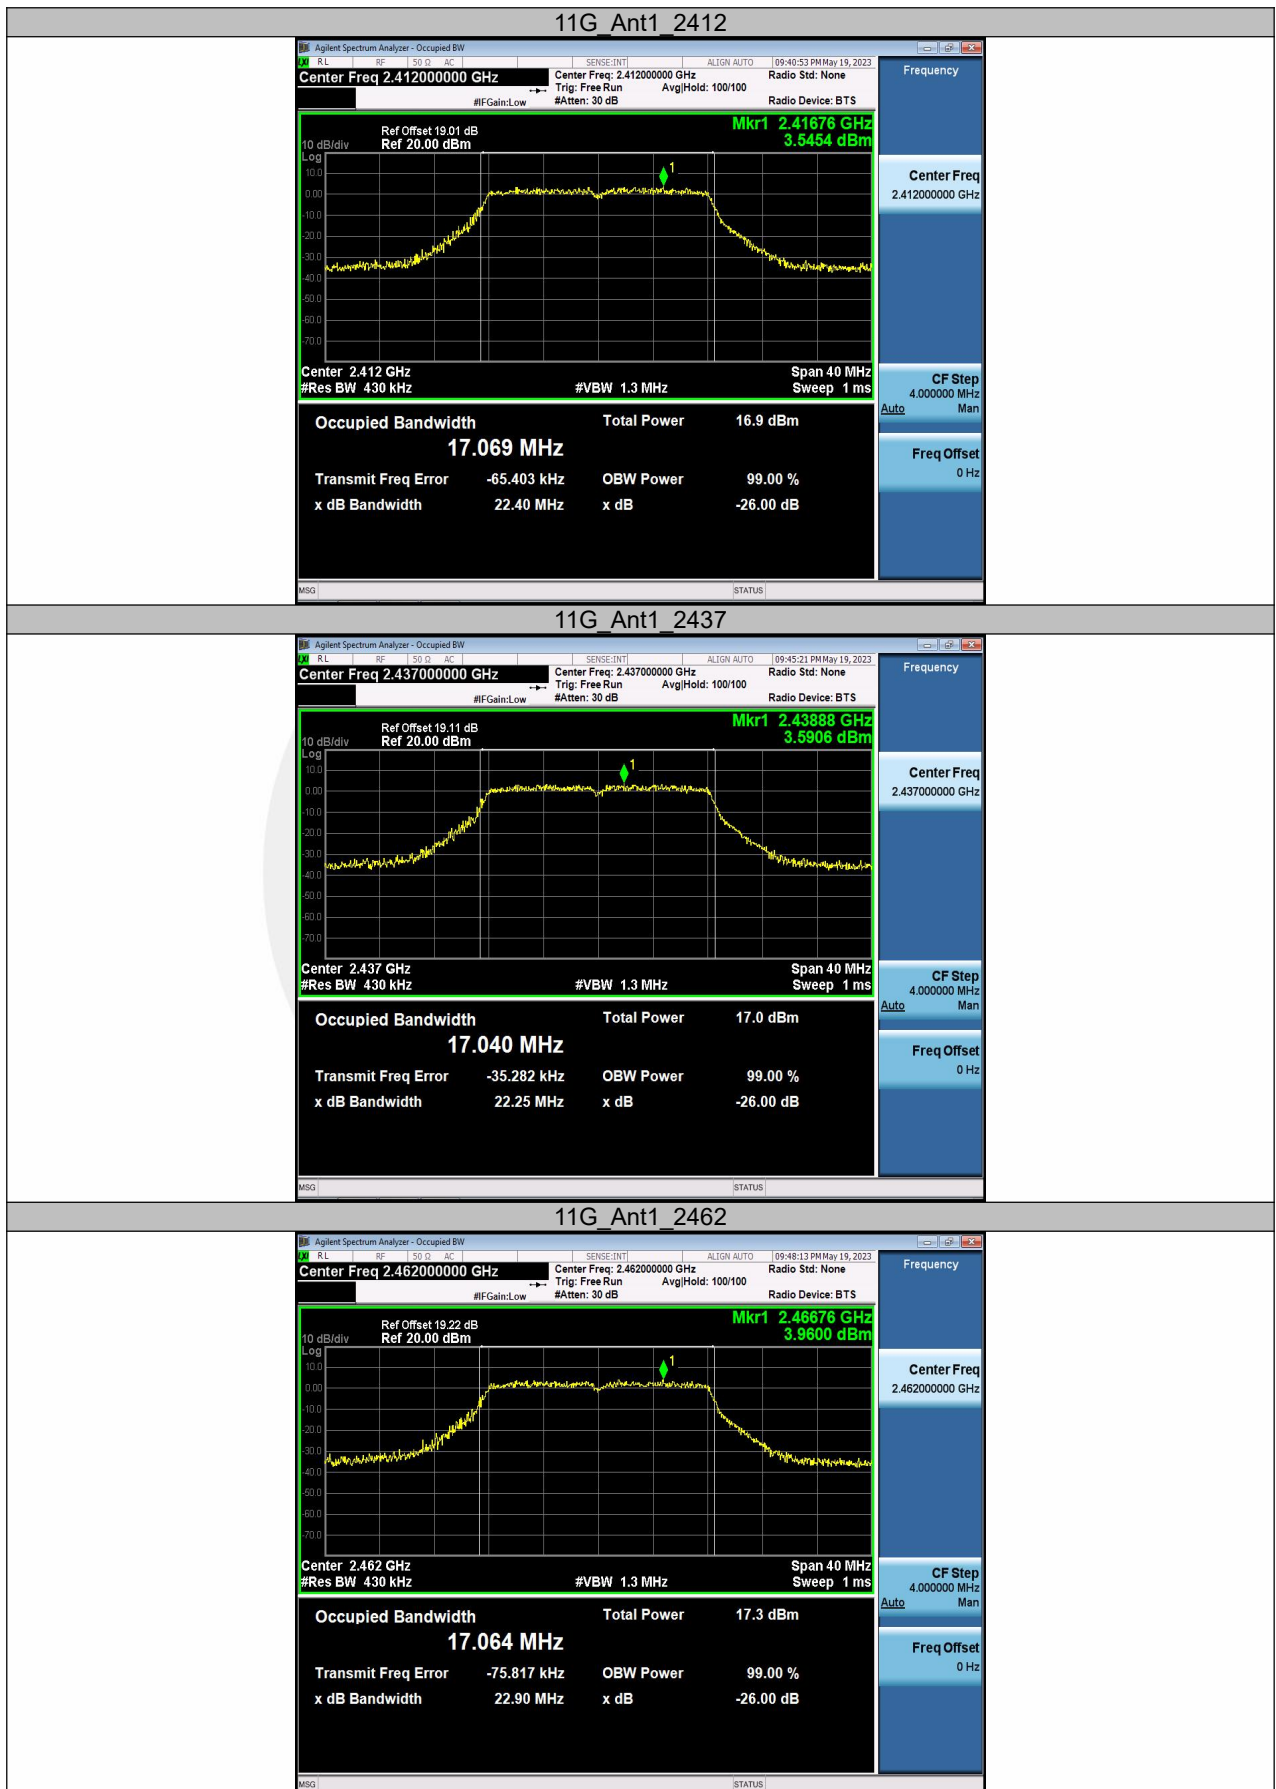 11G_Ant1_2412
Agilent Spectrum Analyzer - Occupied BW
LXI RL RF 50 Ω AC SENSE:INT ALIGN AUTO 09:40:53 PM May 19, 2023
Center Freq 2.412000000 GHz Center Freq: 2.412000000 GHz Radio Std: None
Trig: Free Run Avg|Hold: 100/100
#IFGain:Low #Atten: 30 dB Radio Device: BTS
Frequency
Mkr1 2.41676 GHz
3.5454 dBm
Ref Offset 19.01 dB
10 dB/div Ref 20.00 dBm
Log
10.0
0.00
-10.0
-20.0
-30.0
-40.0
-50.0
-60.0
-70.0
1
Center Freq
2.412000000 GHz
Center 2.412 GHz Span 40 MHz
#Res BW 430 kHz #VBW 1.3 MHz Sweep 1 ms
CF Step
4.000000 MHz
Auto Man
Occupied Bandwidth Total Power 16.9 dBm
17.069 MHz
Transmit Freq Error -65.403 kHz OBW Power 99.00 %
x dB Bandwidth 22.40 MHz x dB -26.00 dB
Freq Offset
0 Hz
MSG STATUS
11G_Ant1_2437
Agilent Spectrum Analyzer - Occupied BW
LXI RL RF 50 Ω AC SENSE:INT ALIGN AUTO 09:45:21 PM May 19, 2023
Center Freq 2.437000000 GHz Center Freq: 2.437000000 GHz Radio Std: None
Trig: Free Run Avg|Hold: 100/100
#IFGain:Low #Atten: 30 dB Radio Device: BTS
Frequency
Mkr1 2.43888 GHz
3.5906 dBm
Ref Offset 19.11 dB
10 dB/div Ref 20.00 dBm
Log
10.0
0.00
-10.0
-20.0
-30.0
-40.0
-50.0
-60.0
-70.0
1
Center Freq
2.437000000 GHz
Center 2.437 GHz Span 40 MHz
#Res BW 430 kHz #VBW 1.3 MHz Sweep 1 ms
CF Step
4.000000 MHz
Auto Man
Occupied Bandwidth Total Power 17.0 dBm
17.040 MHz
Transmit Freq Error -35.282 kHz OBW Power 99.00 %
x dB Bandwidth 22.25 MHz x dB -26.00 dB
Freq Offset
0 Hz
MSG STATUS
11G_Ant1_2462
Agilent Spectrum Analyzer - Occupied BW
LXI RL RF 50 Ω AC SENSE:INT ALIGN AUTO 09:48:13 PM May 19, 2023
Center Freq 2.462000000 GHz Center Freq: 2.462000000 GHz Radio Std: None
Trig: Free Run Avg|Hold: 100/100
#IFGain:Low #Atten: 30 dB Radio Device: BTS
Frequency
Mkr1 2.46676 GHz
3.9600 dBm
Ref Offset 19.22 dB
10 dB/div Ref 20.00 dBm
Log
10.0
0.00
-10.0
-20.0
-30.0
-40.0
-50.0
-60.0
-70.0
1
Center Freq
2.462000000 GHz
Center 2.462 GHz Span 40 MHz
#Res BW 430 kHz #VBW 1.3 MHz Sweep 1 ms
CF Step
4.000000 MHz
Auto Man
Occupied Bandwidth Total Power 17.3 dBm
17.064 MHz
Transmit Freq Error -75.817 kHz OBW Power 99.00 %
x dB Bandwidth 22.90 MHz x dB -26.00 dB
Freq Offset
0 Hz
MSG STATUS